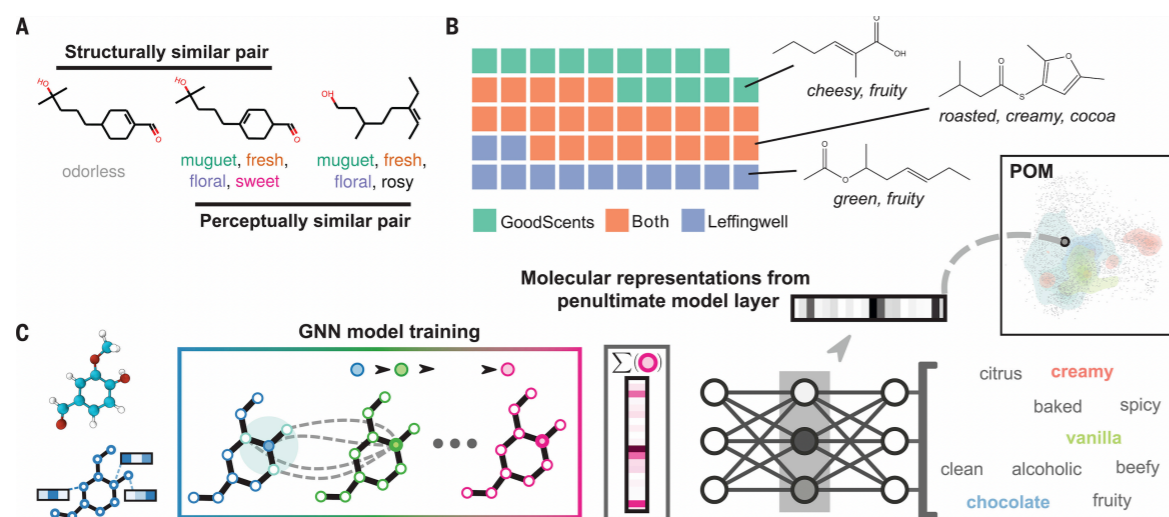 A
Structurally similar pair
HO
HO
HO
O
O
odorless
muguet, fresh,
floral, sweet
muguet, fresh,
floral, rosy
Perceptually similar pair
B
O
OH
cheesy, fruity
O
S
O
roasted, creamy, cocoa
O
O
green, fruity
GoodScents
Both
Leffingwell
POM
Molecular representations from
penultimate model layer
C
GNN model training
∑( )
citrus creamy
baked spicy
vanilla
clean alcoholic beefy
chocolate fruity